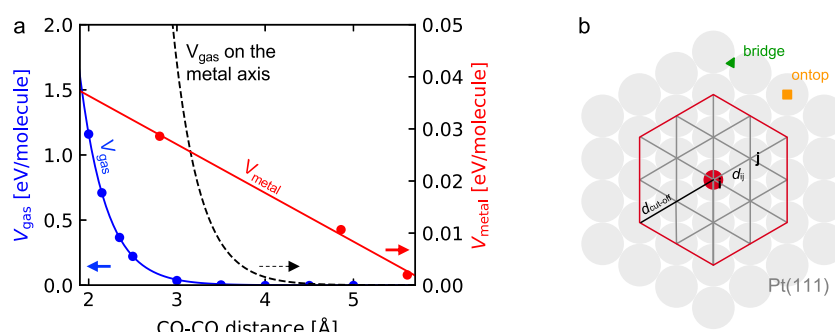 a
V_gas [eV/molecule]
2.0
1.5
1.0
0.5
0.0
V_gas
V_gas on the
metal axis
V_metal
0.05
0.04
0.03
0.02
0.01
0.00
V_metal [eV/molecule]
2
3
4
5
CO-CO distance [Å]
b
bridge
ontop
j
d_ij
i
d_cut-off
Pt(111)